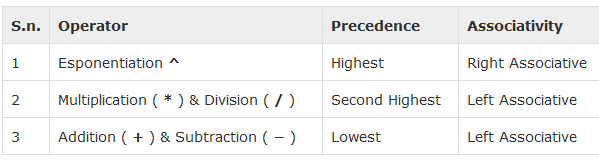 S.n. Operator Precedence Associativity
1 Esponentiation ^ Highest Right Associative
2 Multiplication ( * ) & Division ( / ) Second Highest Left Associative
3 Addition ( + ) & Subtraction ( − ) Lowest Left Associative